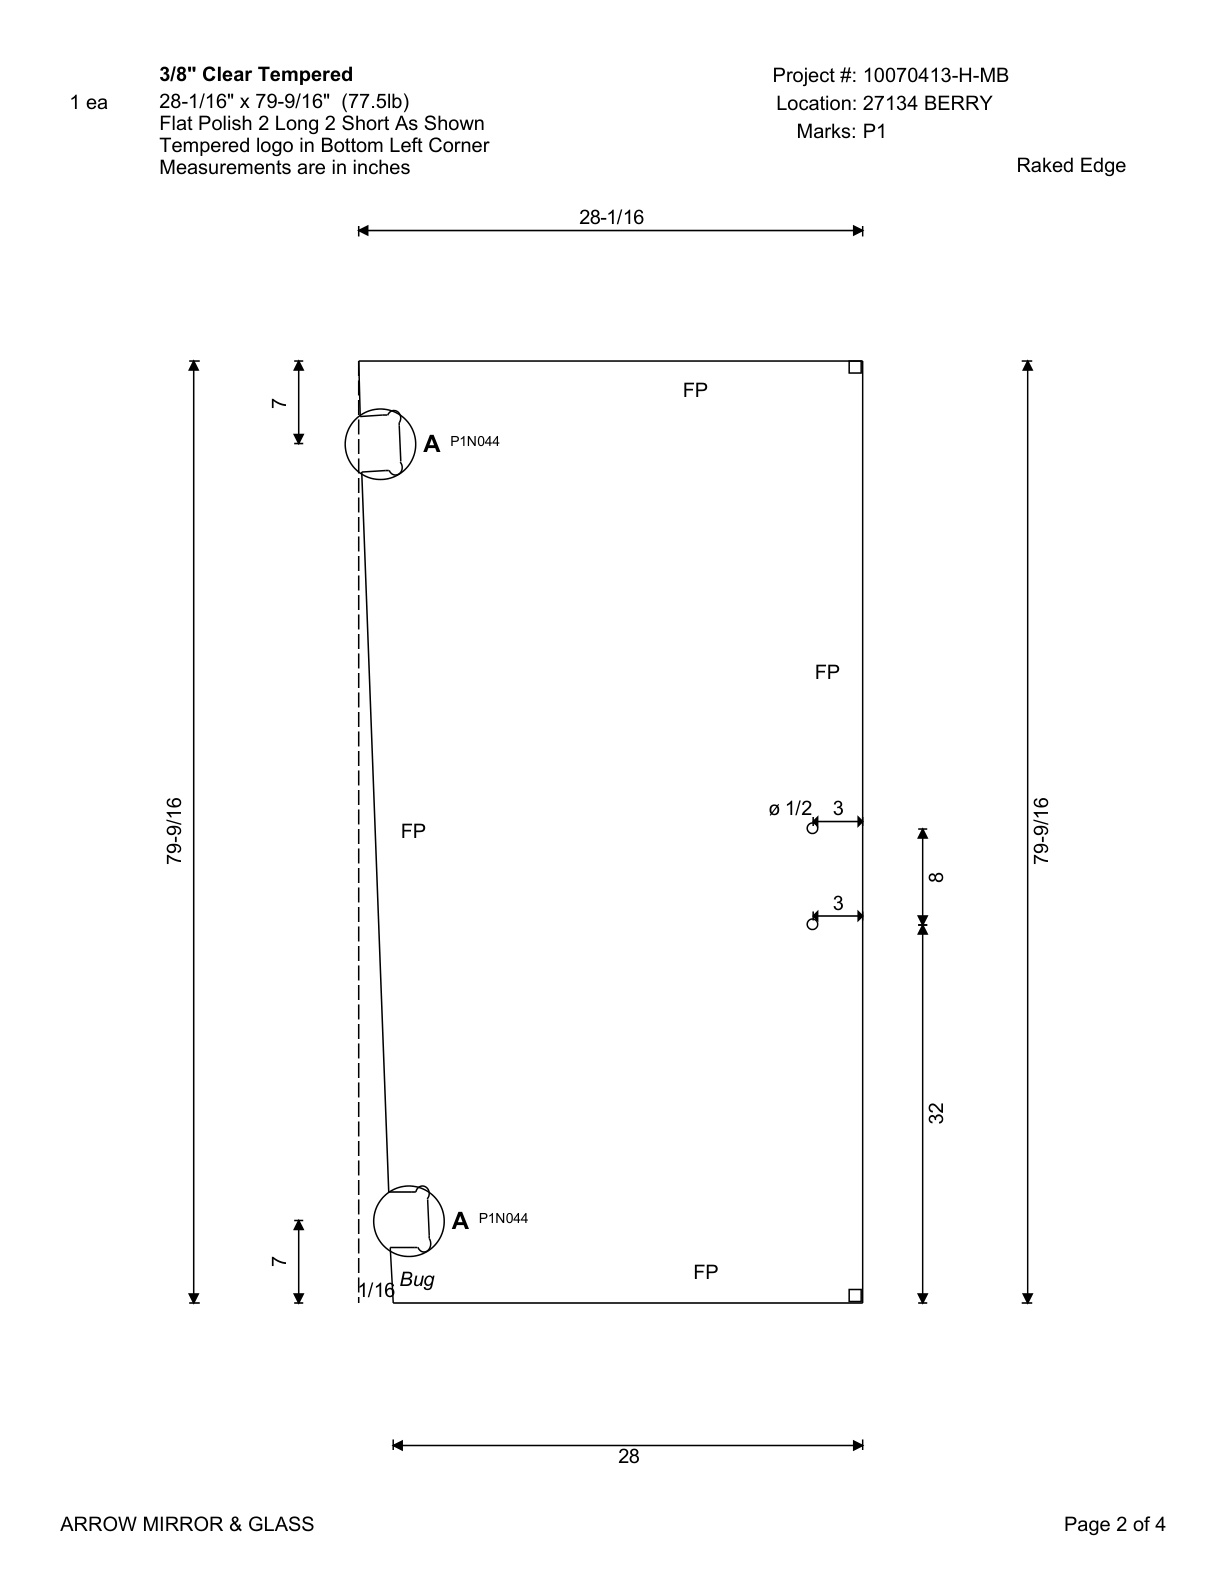 3/8" Clear Tempered
1 ea
28-1/16" x 79-9/16"  (77.5lb)
Flat Polish 2 Long 2 Short As Shown
Tempered logo in Bottom Left Corner
Measurements are in inches
Project #: 10070413-H-MB
Location: 27134 BERRY
Marks: P1
Raked Edge
28-1/16
7
FP
A P1N044
FP
79-9/16
FP
ø 1/2
3
8
79-9/16
3
32
A P1N044
7
1/16
Bug
FP
28
ARROW MIRROR & GLASS
Page 2 of 4